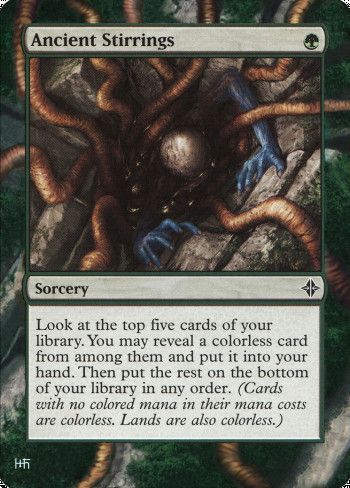 Ancient Stirrings
Sorcery
Look at the top five cards of your
library. You may reveal a colorless card
from among them and put it into your
hand. Then put the rest on the bottom
of your library in any order. (Cards
with no colored mana in their mana costs
are colorless. Lands are also colorless.)